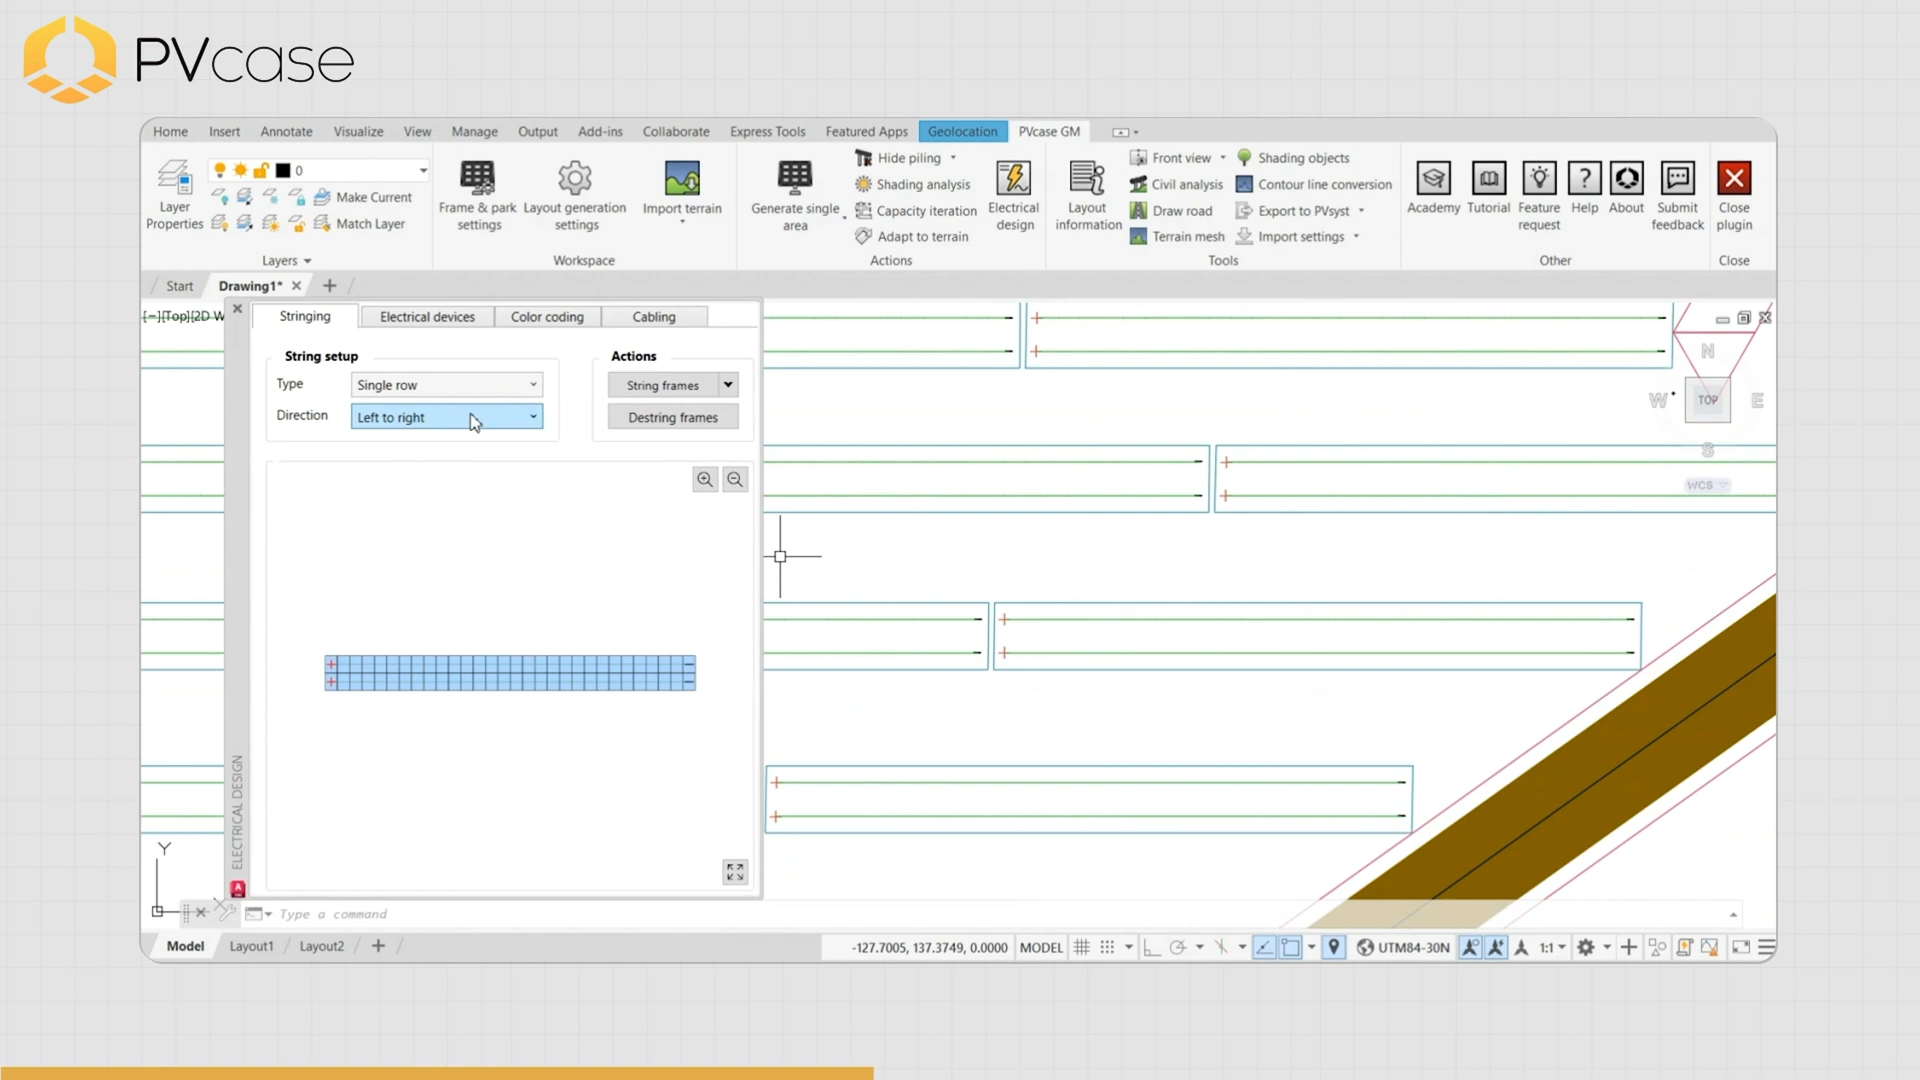 PVcase
Home Insert Annotate Visualize View Manage Output Add-ins Collaborate Express Tools Featured Apps Geolocation PVcase GM
0
Make Current
Match Layer
Layer Properties
Layers
Frame & park settings
Layout generation settings
Import terrain
Workspace
Generate single area
Hide piling
Shading analysis
Capacity iteration
Adapt to terrain
Electrical design
Actions
Layout information
Front view
Civil analysis
Draw road
Terrain mesh
Shading objects
Contour line conversion
Export to PVsyst
Import settings
Tools
Academy
Tutorial
Feature request
Help
About
Submit feedback
Other
Close plugin
Close
Start Drawing1*
[−][Top][2D W
Stringing Electrical devices Color coding Cabling
String setup
Type Single row
Direction Left to right
Actions
String frames
Destring frames
ELECTRICAL DESIGN
N
W TOP E
S
WCS
Y
Type a command
Model Layout1 Layout2
-127.7005, 137.3749, 0.0000 MODEL UTM84-30N 1:1